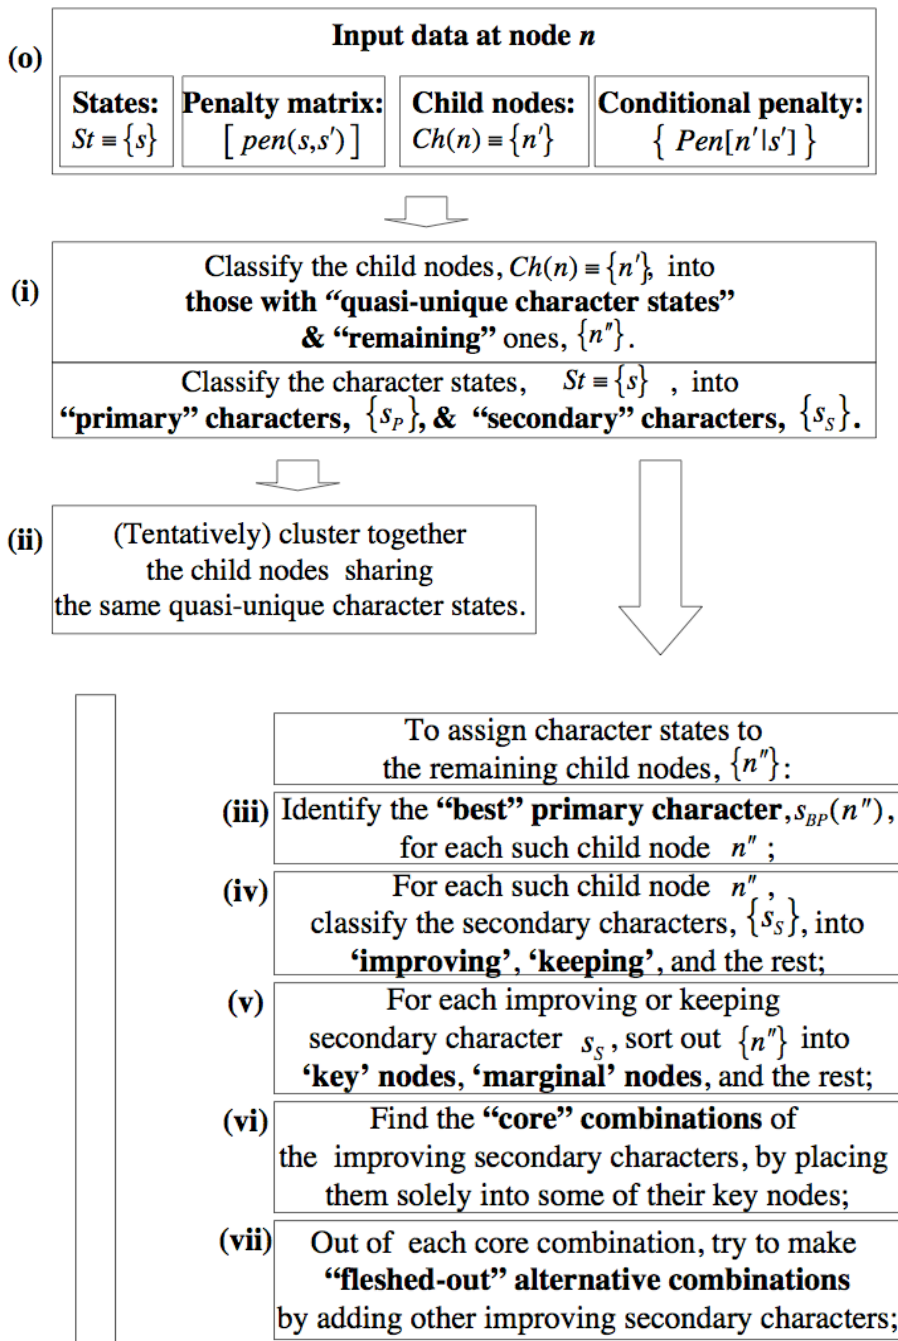 Input data at node n
(o)
States: Penalty matrix: Child nodes: Conditional penalty:
St ≡ {s} [ pen(s,s′) ] Ch(n) ≡ {n′} { Pen[n′|s′] }
Classify the child nodes, Ch(n) ≡ {n′}, into
(i)
those with “quasi-unique character states”
& “remaining” ones, {n″}.
Classify the character states, St ≡ {s} , into
“primary” characters, {s_P}, & “secondary” characters, {s_S}.
(ii)
(Tentatively) cluster together
the child nodes sharing
the same quasi-unique character states.
To assign character states to
the remaining child nodes, {n″}:
(iii) Identify the “best” primary character, s_BP(n″),
for each such child node n″ ;
(iv) For each such child node n″ ,
classify the secondary characters, {s_S}, into
‘improving’, ‘keeping’, and the rest;
(v) For each improving or keeping
secondary character s_S , sort out {n″} into
‘key’ nodes, ‘marginal’ nodes, and the rest;
(vi) Find the “core” combinations of
the improving secondary characters, by placing
them solely into some of their key nodes;
(vii) Out of each core combination, try to make
“fleshed-out” alternative combinations
by adding other improving secondary characters;